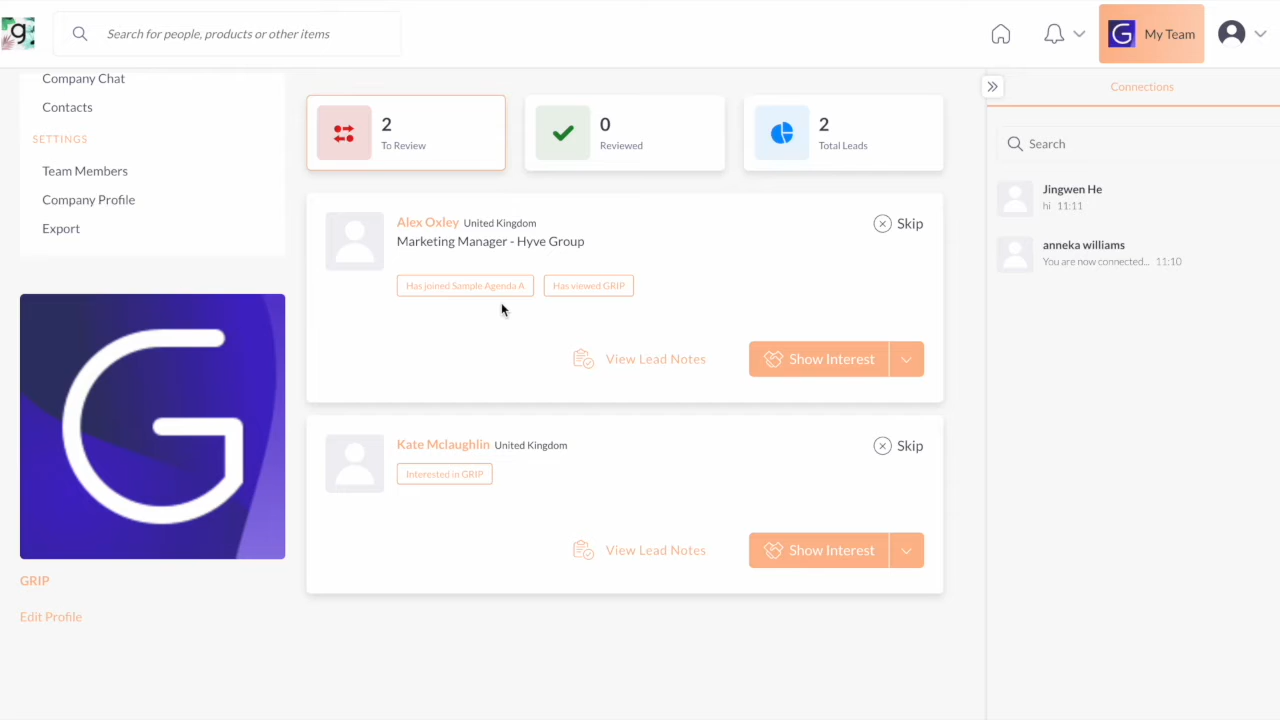 g
Search for people, products or other items
G
My Team
Company Chat
Contacts
SETTINGS
Team Members
Company Profile
Export
G
GRIP
Edit Profile
2
To Review
0
Reviewed
2
Total Leads
Alex Oxley United Kingdom
Marketing Manager - Hyve Group
Skip
Has joined Sample Agenda A
Has viewed GRIP
View Lead Notes
Show Interest
Kate Mclaughlin United Kingdom
Skip
Interested in GRIP
View Lead Notes
Show Interest
Connections
Search
Jingwen He
hi 11:11
anneka williams
You are now connected... 11:10